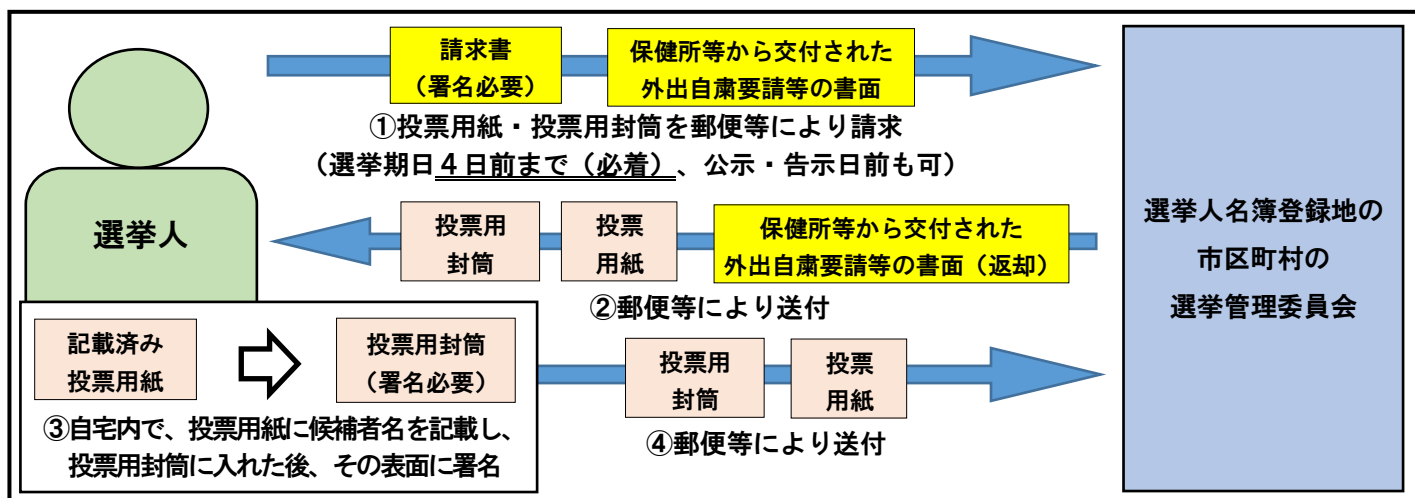 請求書
（署名必要）
保健所等から交付された
外出自粛要請等の書面
①投票用紙・投票用封筒を郵便等により請求
（選挙期日４日前まで（必着）、公示・告示日前も可）
選挙人
投票用
封筒
投票
用紙
保健所等から交付された
外出自粛要請等の書面（返却）
②郵便等により送付
選挙人名簿登録地の
市区町村の
選挙管理委員会
記載済み
投票用紙
投票用封筒
（署名必要）
③自宅内で、投票用紙に候補者名を記載し、
投票用封筒に入れた後、その表面に署名
投票用
封筒
投票
用紙
④郵便等により送付